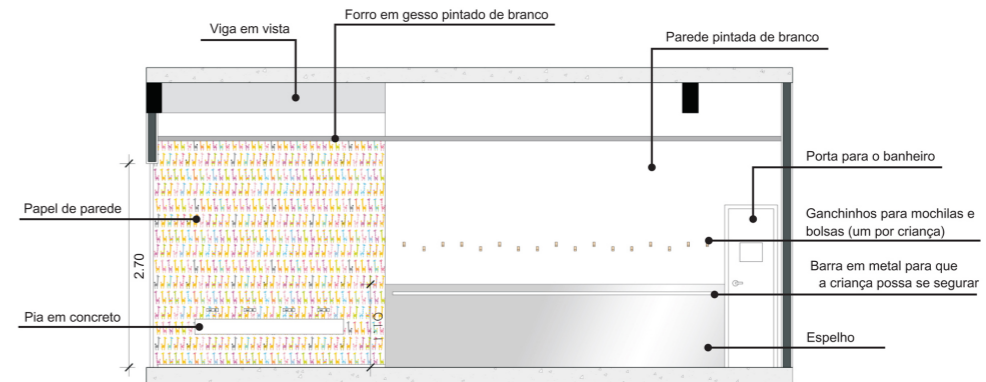 Forro em gesso pintado de branco
Viga em vista
Parede pintada de branco
Porta para o banheiro
Papel de parede
Ganchinhos para mochilas e
bolsas (um por criança)
2.70
Barra em metal para que
a criança possa se segurar
Pia em concreto
1.10
Espelho